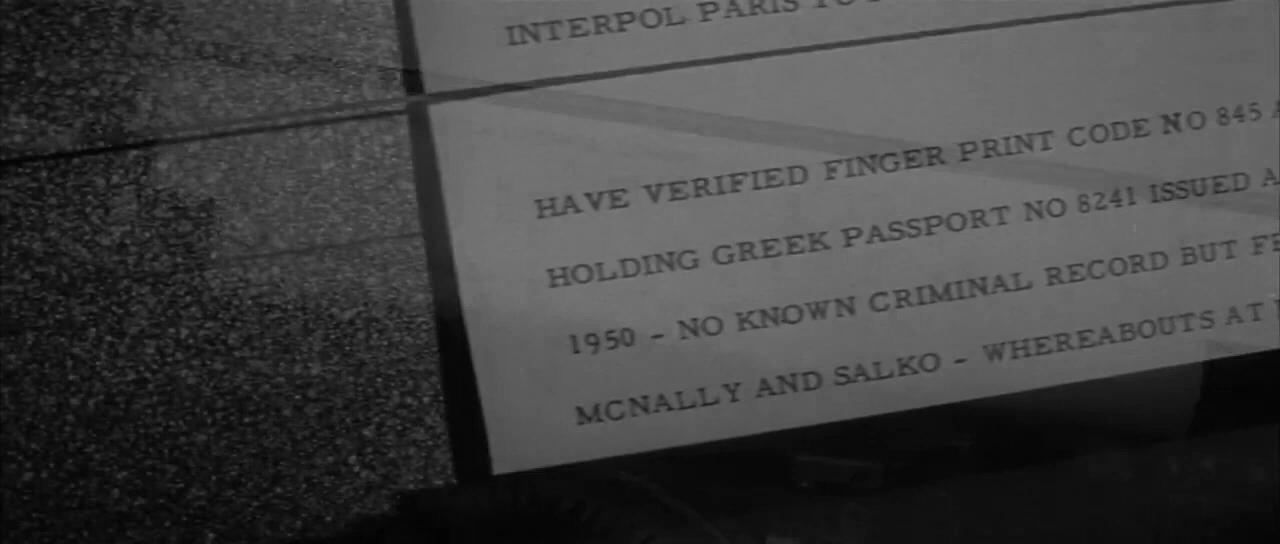 INTERPOL PARIS TO
HAVE VERIFIED FINGER PRINT CODE NO 845
HOLDING GREEK PASSPORT NO 8241 ISSUED
1950 - NO KNOWN CRIMINAL RECORD BUT
MCNALLY AND SALKO - WHEREABOUTS AT